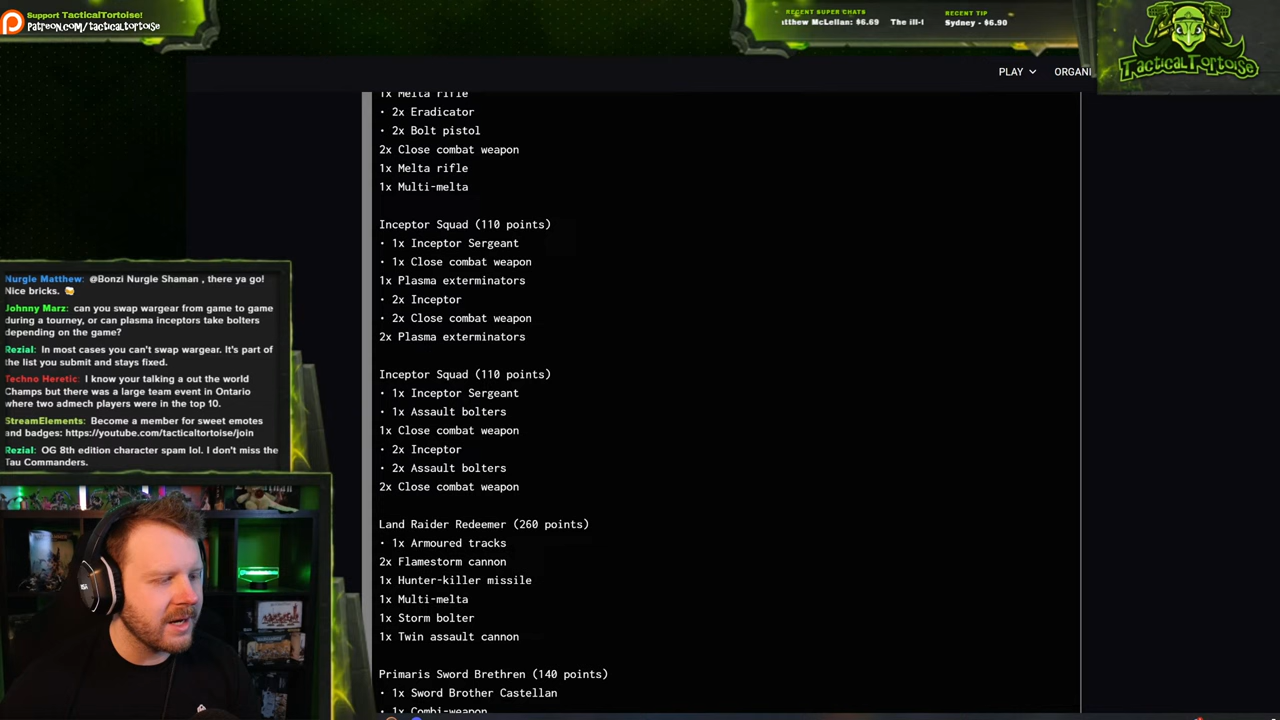 Support TacticalTortoise!
Patreon.com/tacticaltortoise
RECENT SUPER CHATS
tthew McLellan: $6.69 The ill-l
RECENT TIP
Sydney - $6.90
TACTICALTORTOISE
PLAY ORGANI
1x Melta rifle
• 2x Eradicator
• 2x Bolt pistol
2x Close combat weapon
1x Melta rifle
1x Multi-melta
Inceptor Squad (110 points)
• 1x Inceptor Sergeant
• 1x Close combat weapon
1x Plasma exterminators
• 2x Inceptor
• 2x Close combat weapon
2x Plasma exterminators
Inceptor Squad (110 points)
• 1x Inceptor Sergeant
• 1x Assault bolters
1x Close combat weapon
• 2x Inceptor
• 2x Assault bolters
2x Close combat weapon
Land Raider Redeemer (260 points)
• 1x Armoured tracks
2x Flamestorm cannon
1x Hunter-killer missile
1x Multi-melta
1x Storm bolter
1x Twin assault cannon
Primaris Sword Brethren (140 points)
• 1x Sword Brother Castellan
• 1x Combi-weapon
Nurgle Matthew: @Bonzi Nurgle Shaman , there ya go!
Nice bricks. 🍻
Johnny Marz: can you swap wargear from game to game
during a tourney, or can plasma inceptors take bolters
depending on the game?
Rezial: In most cases you can't swap wargear. It's part of
the list you submit and stays fixed.
Techno Heretic: I know your talking a out the world
Champs but there was a large team event in Ontario
where two admech players were in the top 10.
StreamElements: Become a member for sweet emotes
and badges: https://youtube.com/tacticaltortoise/join
Rezial: OG 8th edition character spam lol. I don't miss the
Tau Commanders.